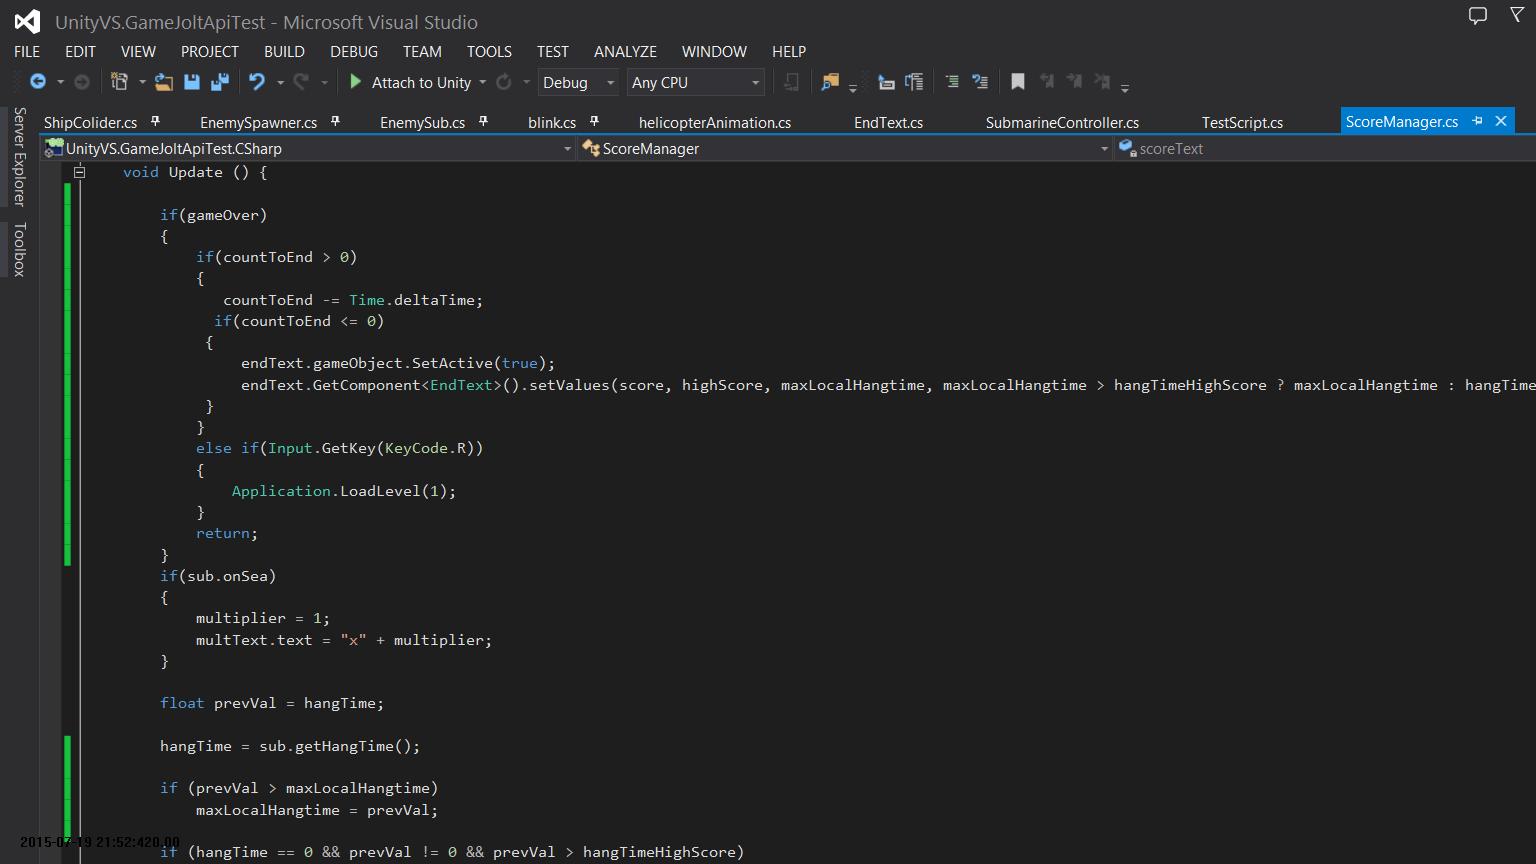 UnityVS.GameJoltApiTest - Microsoft Visual Studio
FILE EDIT VIEW PROJECT BUILD DEBUG TEAM TOOLS TEST ANALYZE WINDOW HELP
Attach to Unity Debug Any CPU
Server Explorer
Toolbox
ShipColider.cs EnemySpawner.cs EnemySub.cs blink.cs helicopterAnimation.cs EndText.cs SubmarineController.cs TestScript.cs ScoreManager.cs
UnityVS.GameJoltApiTest.CSharp ScoreManager scoreText
void Update () {
if(gameOver)
{
if(countToEnd > 0)
{
countToEnd -= Time.deltaTime;
if(countToEnd <= 0)
{
endText.gameObject.SetActive(true);
endText.GetComponent<EndText>().setValues(score, highScore, maxLocalHangtime, maxLocalHangtime > hangTimeHighScore ? maxLocalHangtime : hangTime
}
}
else if(Input.GetKey(KeyCode.R))
{
Application.LoadLevel(1);
}
return;
}
if(sub.onSea)
{
multiplier = 1;
multText.text = "x" + multiplier;
}
float prevVal = hangTime;
hangTime = sub.getHangTime();
if (prevVal > maxLocalHangtime)
maxLocalHangtime = prevVal;
2015-07-19 21:52:420.00
if (hangTime == 0 && prevVal != 0 && prevVal > hangTimeHighScore)